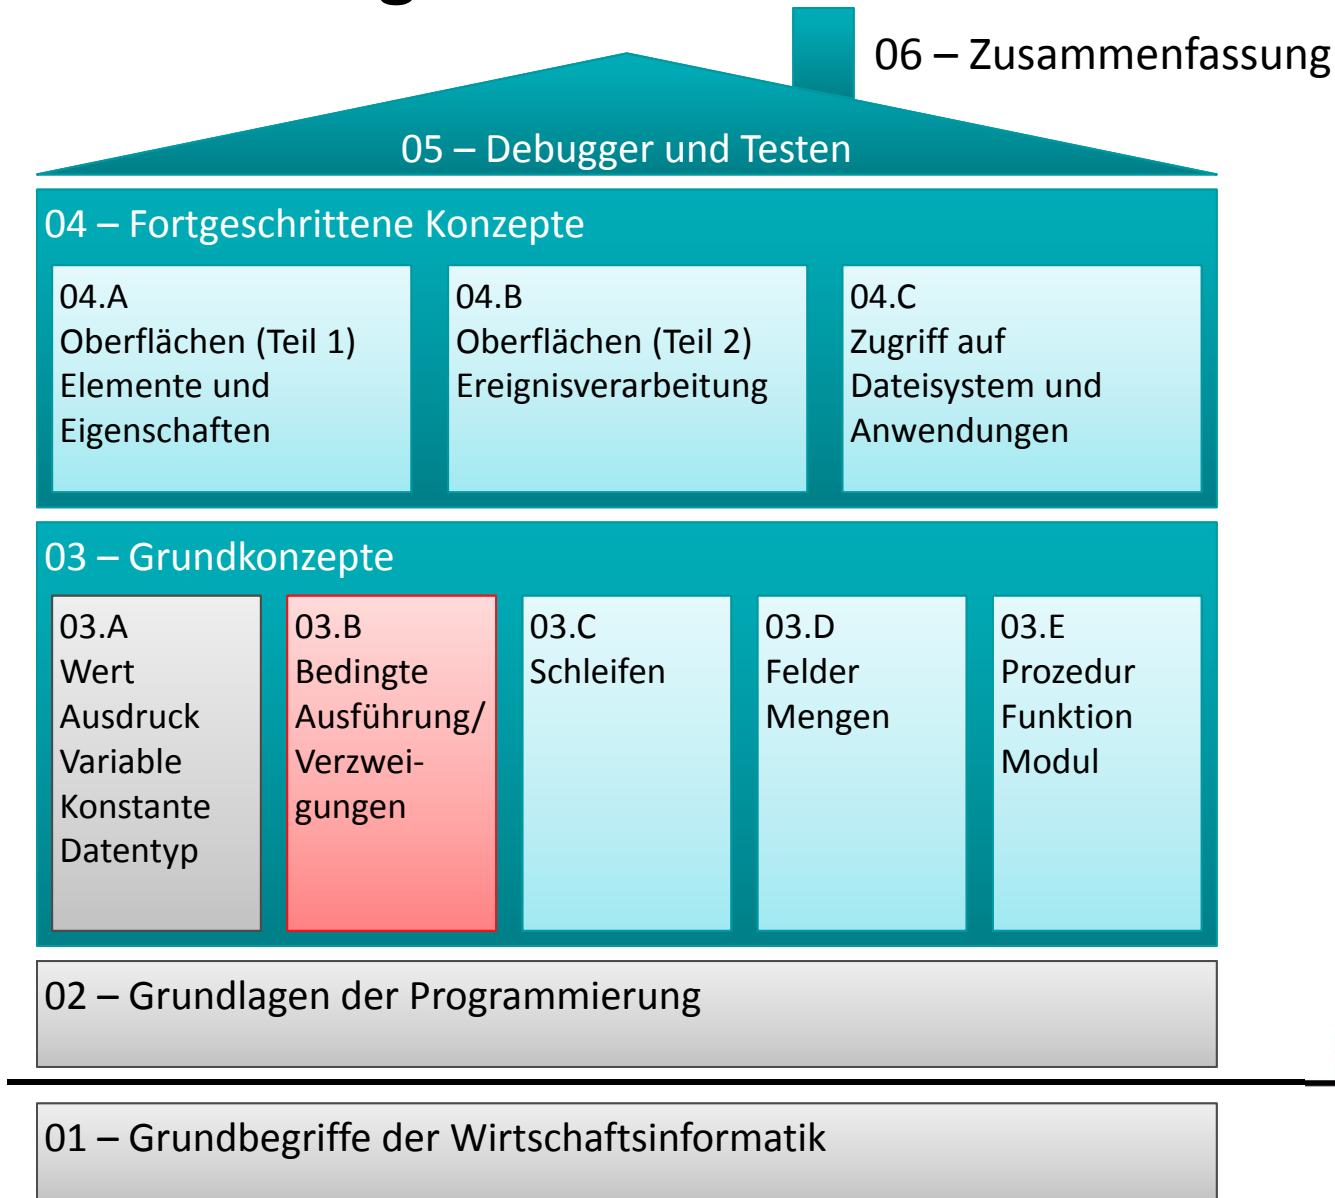 06 – Zusammenfassung
05 – Debugger und Testen
04 – Fortgeschrittene Konzepte
04.A
Oberflächen (Teil 1)
Elemente und
Eigenschaften
04.B
Oberflächen (Teil 2)
Ereignisverarbeitung
04.C
Zugriff auf
Dateisystem und
Anwendungen
03 – Grundkonzepte
03.A
Wert
Ausdruck
Variable
Konstante
Datentyp
03.B
Bedingte
Ausführung/
Verzwei-
gungen
03.C
Schleifen
03.D
Felder
Mengen
03.E
Prozedur
Funktion
Modul
02 – Grundlagen der Programmierung
01 – Grundbegriffe der Wirtschaftsinformatik